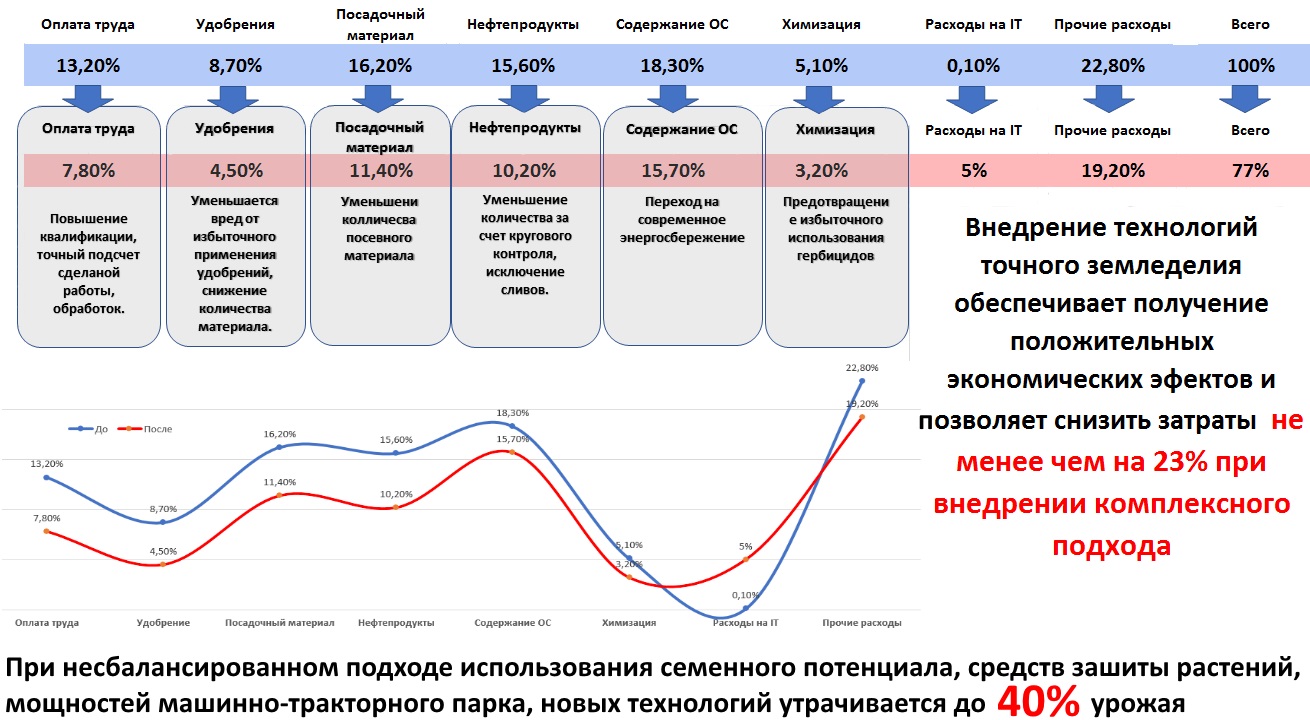 Оплата труда
Удобрения
Посадочный
материал
Нефтепродукты
Содержание ОС
Химизация
Расходы на IT
Прочие расходы
Всего
13,20%
8,70%
16,20%
15,60%
18,30%
5,10%
0,10%
22,80%
100%
Оплата труда
Удобрения
Посадочный
материал
Нефтепродукты
Содержание ОС
Химизация
Расходы на IT
Прочие расходы
Всего
7,80%
4,50%
11,40%
10,20%
15,70%
3,20%
5%
19,20%
77%
Повышение
квалификации,
точный подсчет
сделаной
работы,
обработок.
Уменьшается
вред от
избыточного
применения
удобрений,
снижение
количества
материала.
Уменьшени
колличесва
посевного
материала
Уменьшение
количества за
счет кругового
контроля,
исключение
сливов.
Переход на
современное
энергосбережение
Предотвращени
е избыточного
использования
гербицидов
Внедрение технологий
точного земледелия
обеспечивает получение
положительных
экономических эфектов и
позволяет снизить затраты не
менее чем на 23% при
внедрении комплексного
подхода
До
После
13,20%
8,70%
16,20%
15,60%
18,30%
5,10%
0,10%
22,80%
7,80%
4,50%
11,40%
10,20%
15,70%
3,20%
5%
19,20%
Оплата труда
Удобрение
Посадочный материал
Нефтепродукты
Содержание ОС
Химизация
Расходы на IT
Прочие расходы
При несбалансированном подходе использования семенного потенциала, средств зашиты растений,
мощностей машинно-тракторного парка, новых технологий утрачивается до 40% урожая